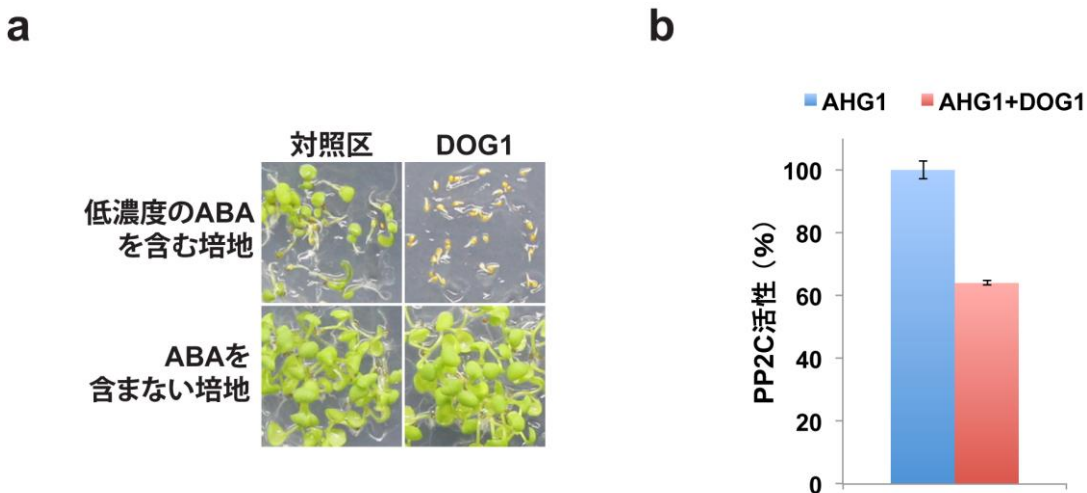 a
対照区 DOG1
低濃度のABA
を含む培地
ABAを
含まない培地
b
AHG1 AHG1+DOG1
PP2C活性（%）
100
80
60
40
20
0